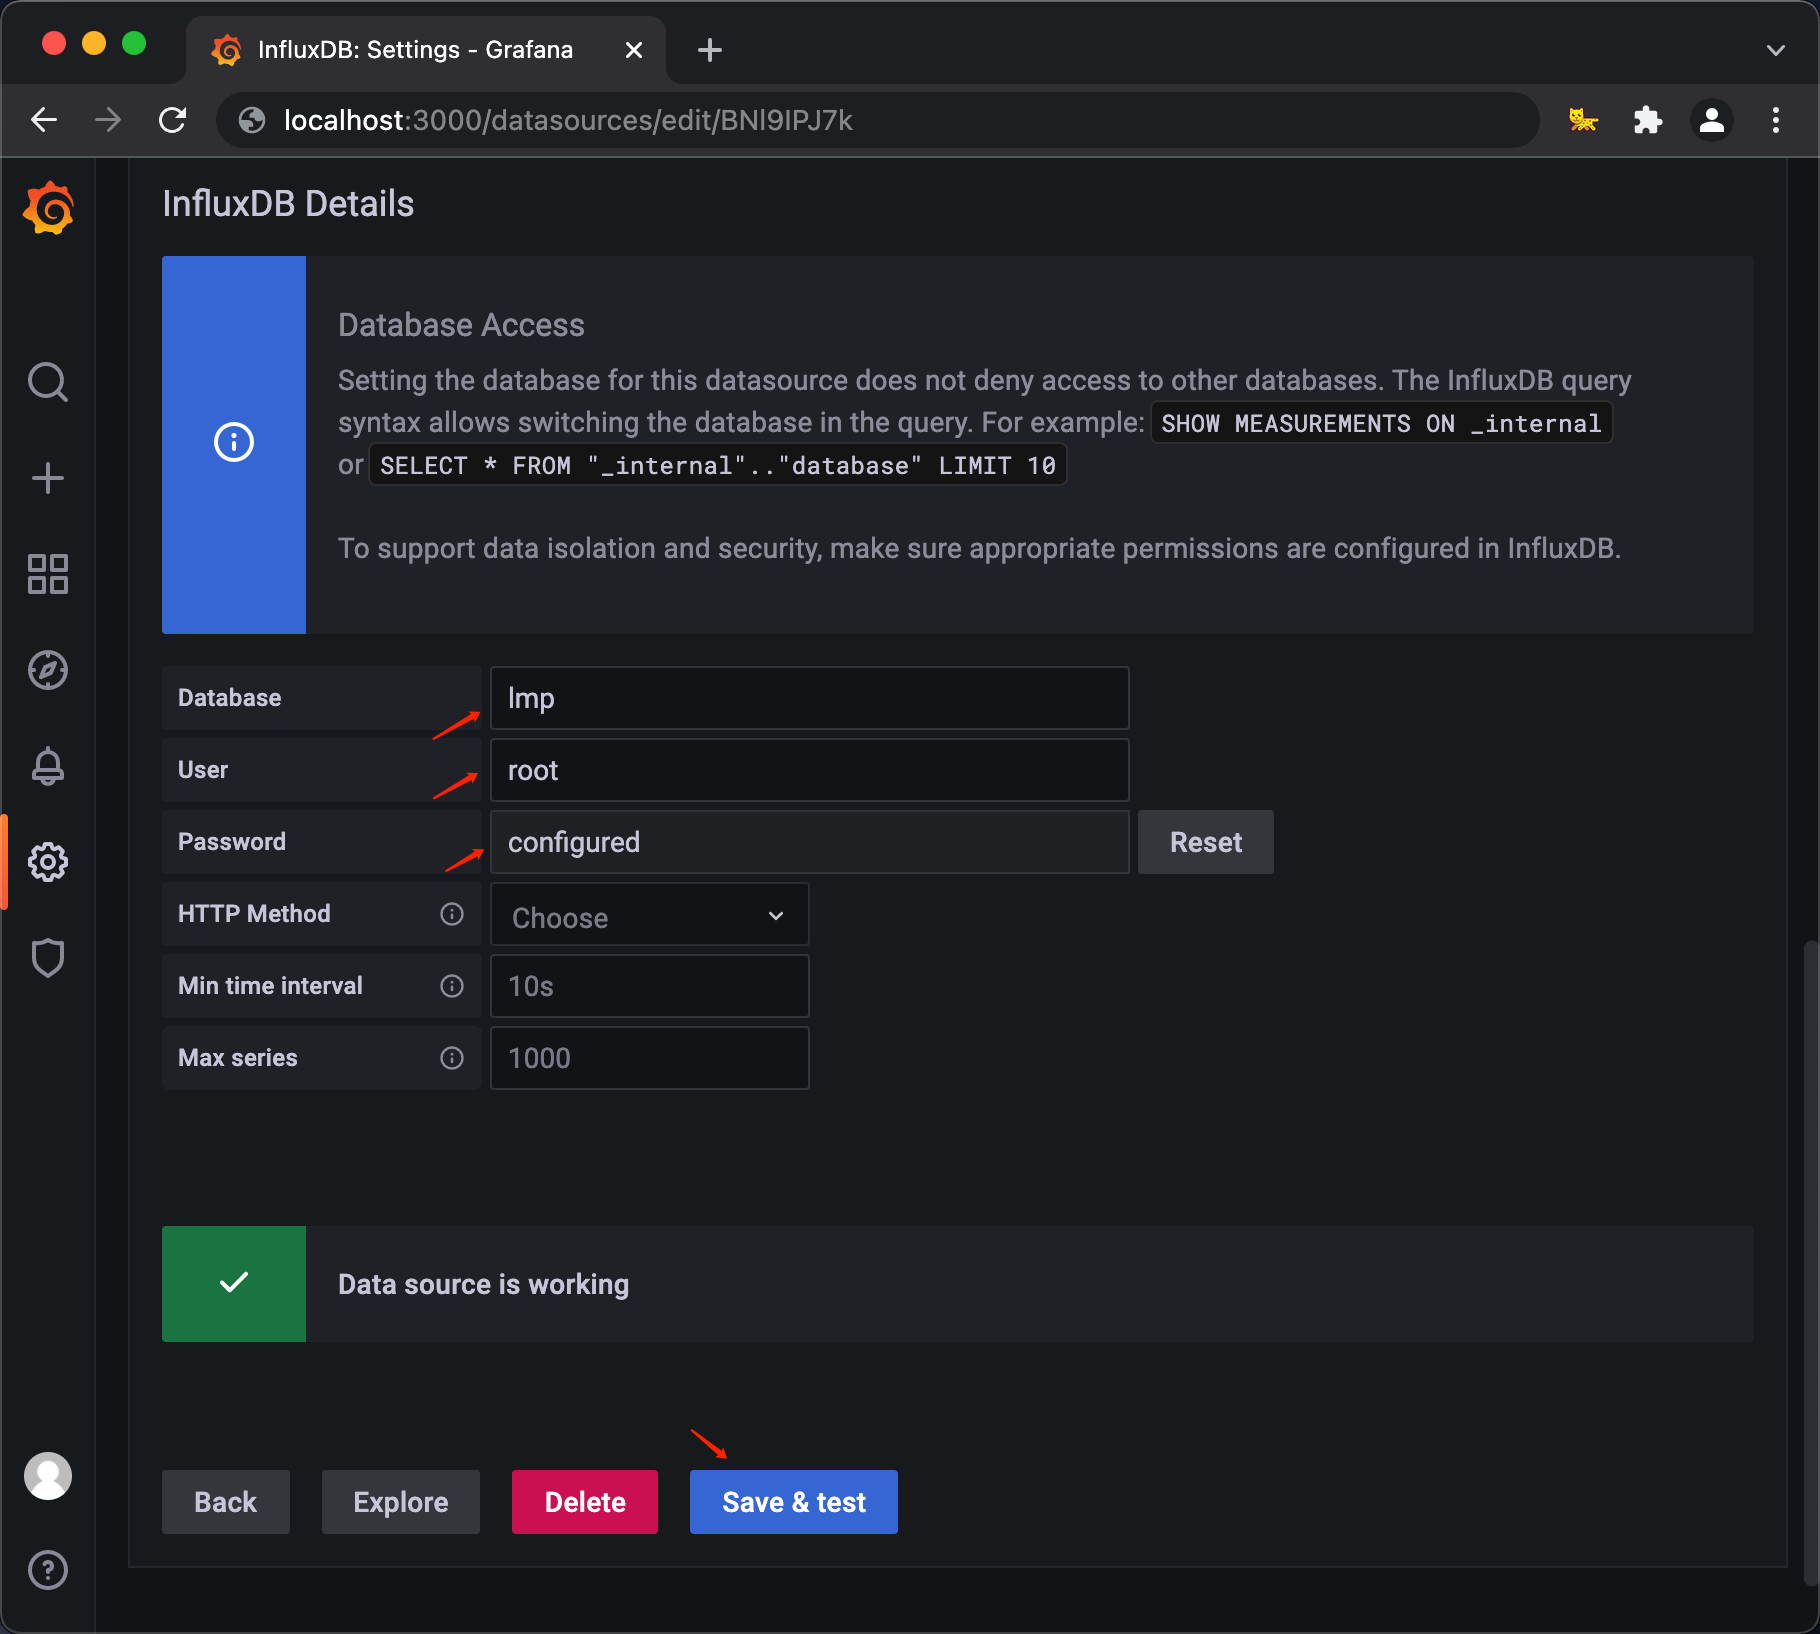 InfluxDB: Settings - Grafana
localhost:3000/datasources/edit/BNl9IPJ7k
InfluxDB Details
Database Access
Setting the database for this datasource does not deny access to other databases. The InfluxDB query
syntax allows switching the database in the query. For example: SHOW MEASUREMENTS ON _internal
or SELECT * FROM "_internal".."database" LIMIT 10
To support data isolation and security, make sure appropriate permissions are configured in InfluxDB.
Database lmp
User root
Password configured Reset
HTTP Method Choose
Min time interval 10s
Max series 1000
Data source is working
Back Explore Delete Save & test